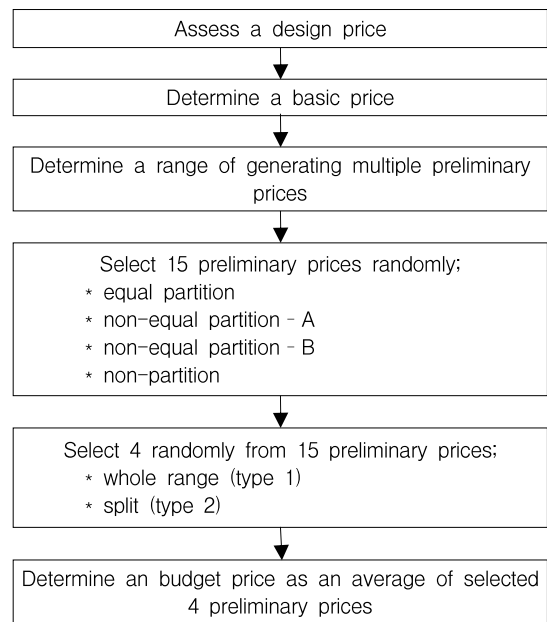 Assess a design price
Determine a basic price
Determine a range of generating multiple preliminary
prices
Select 15 preliminary prices randomly;
* equal partition
* non-equal partition - A
* non-equal partition - B
* non-partition
Select 4 randomly from 15 preliminary prices;
* whole range (type 1)
* split (type 2)
Determine an budget price as an average of selected
4 preliminary prices